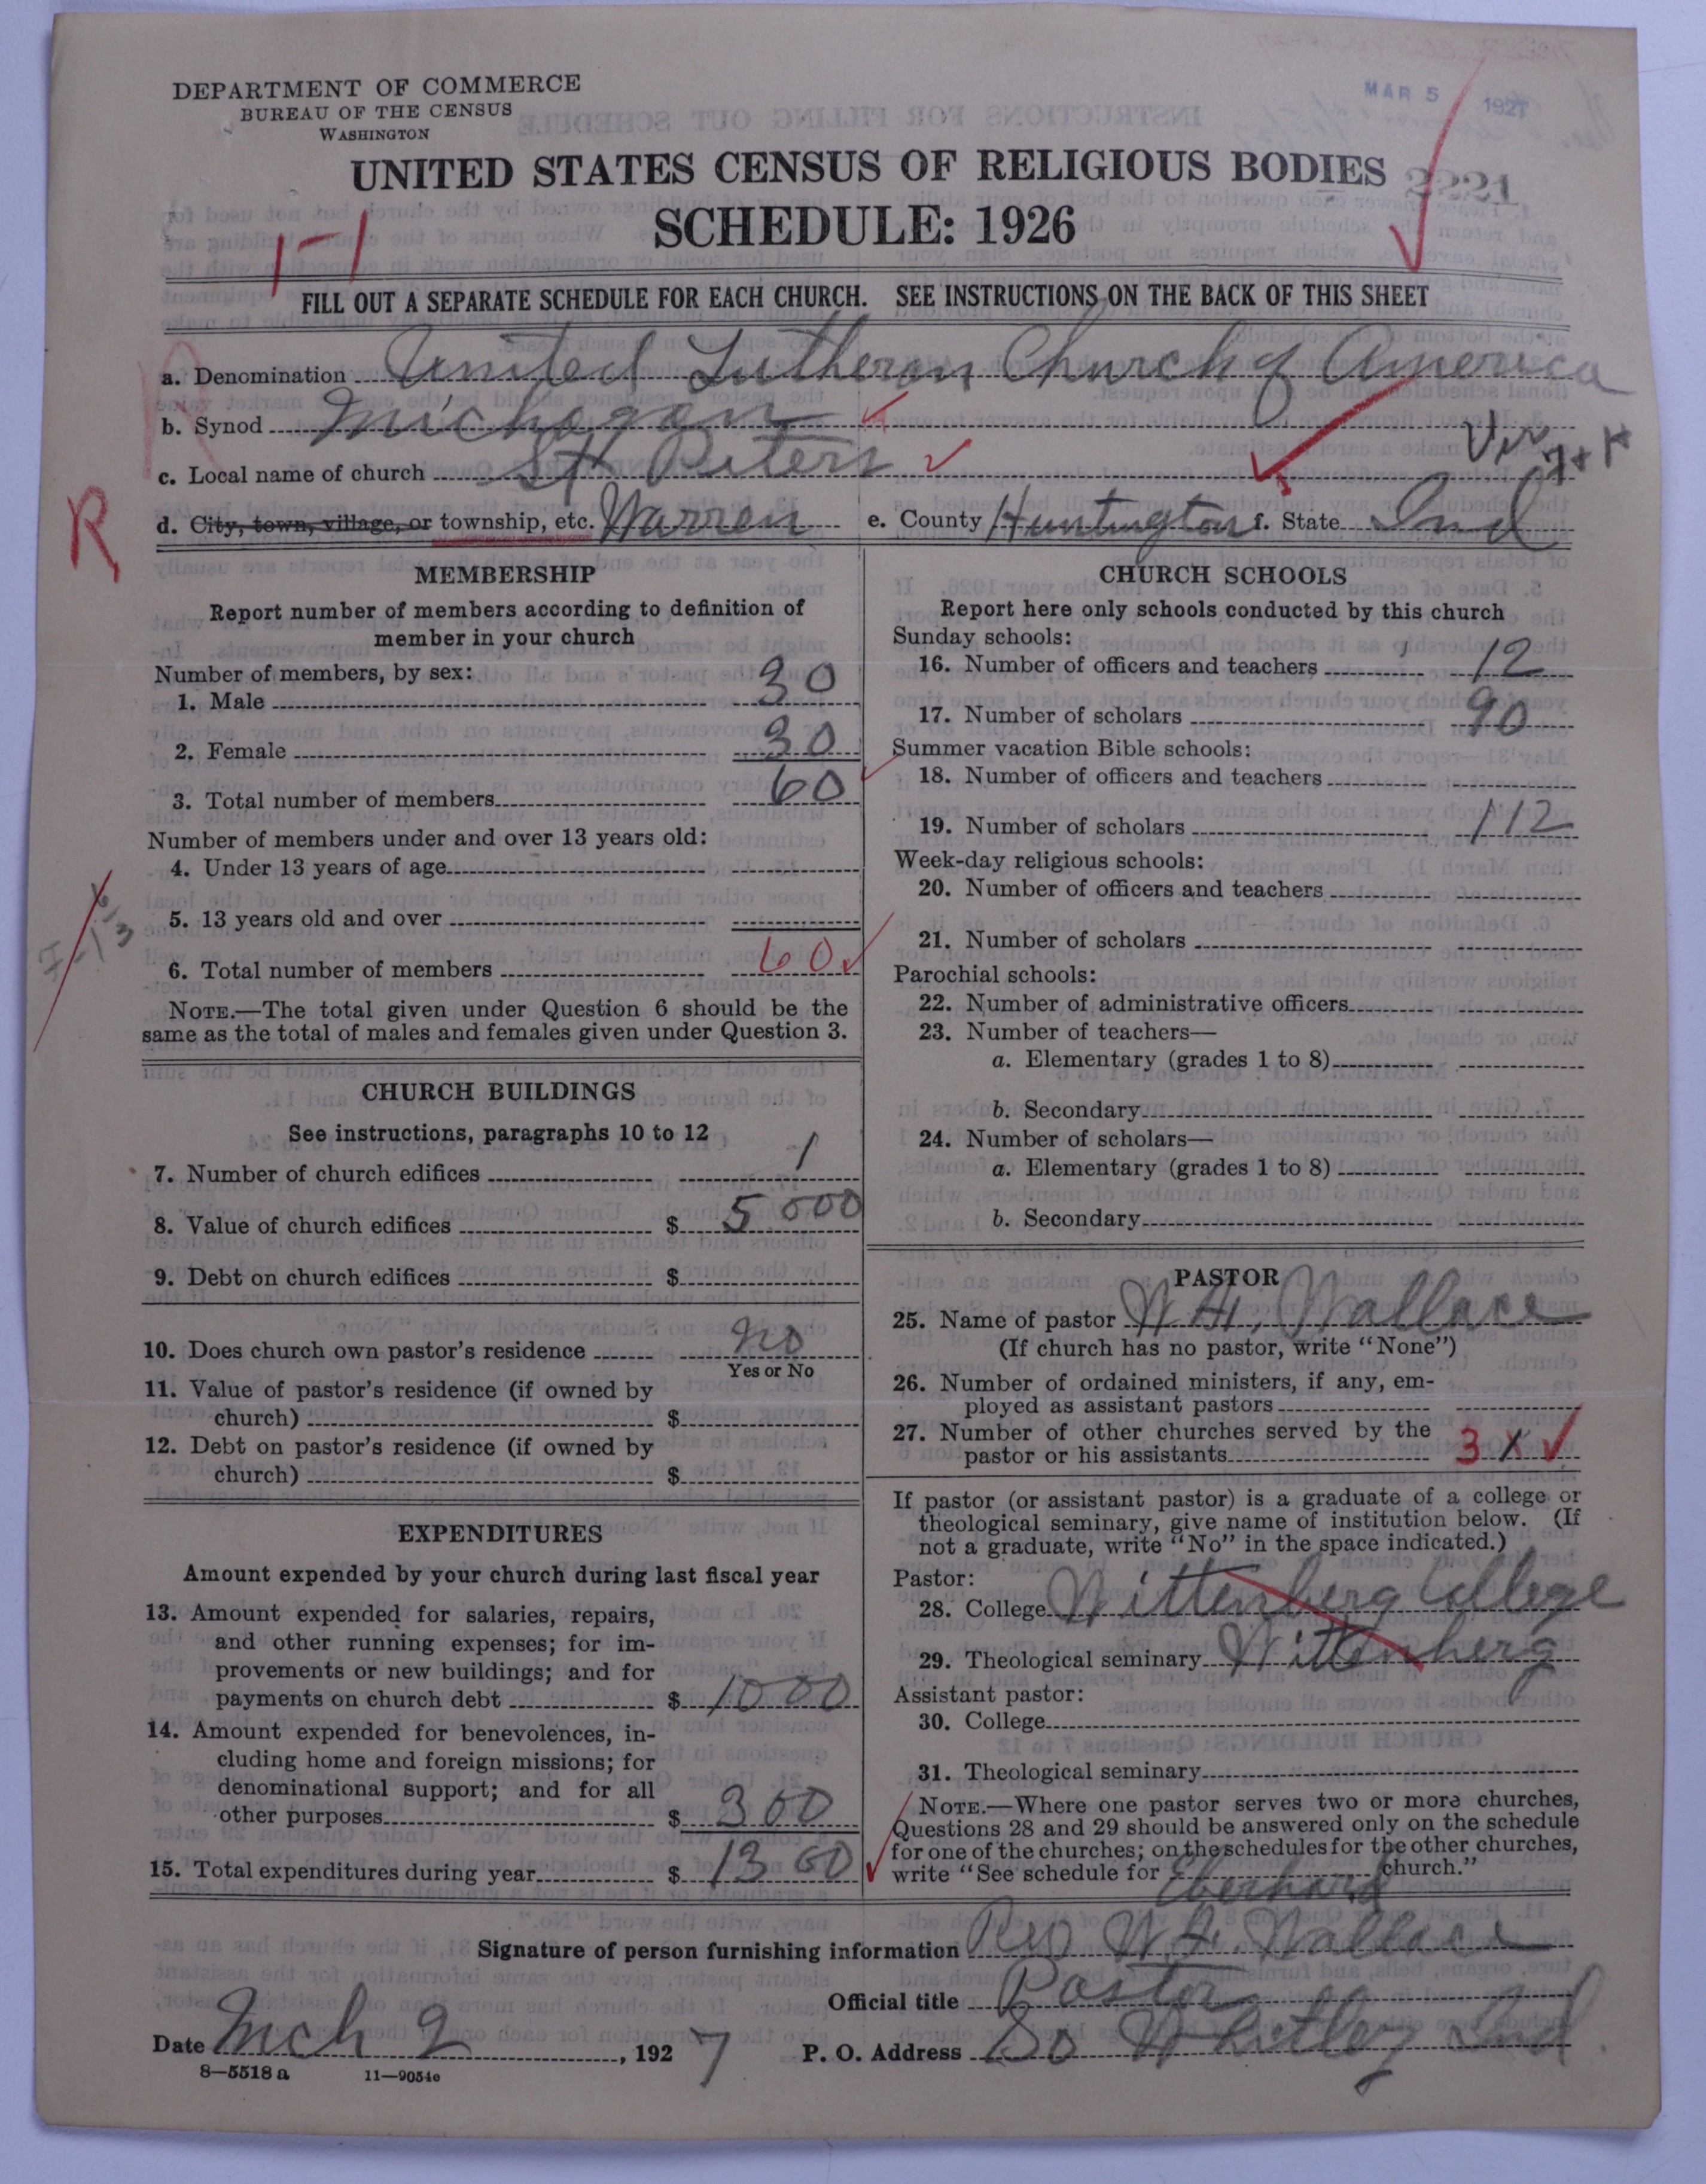 MAR 5 1927
DEPARTMENT OF COMMERCE
BUREAU OF THE CENSUS
WASHINGTON
UNITED STATES CENSUS OF RELIGIOUS BODIES
2221
SCHEDULE: 1926
1-1
FILL OUT A SEPARATE SCHEDULE FOR EACH CHURCH. SEE INSTRUCTIONS ON THE BACK OF THIS SHEET
a. Denomination United Lutheran Church of America
b. Synod Michagan
c. Local name of church St Peters
R
d. City, town, village, or township, etc. Warren e. County Huntington f. State Ind
MEMBERSHIP
Report number of members according to definition of
member in your church
Number of members, by sex:
1. Male 30
2. Female 30
3. Total number of members 60
Number of members under and over 13 years old:
4. Under 13 years of age
5. 13 years old and over
6. Total number of members 60
NOTE.—The total given under Question 6 should be the
same as the total of males and females given under Question 3.
CHURCH BUILDINGS
See instructions, paragraphs 10 to 12
7. Number of church edifices 1
8. Value of church edifices $ 5000
9. Debt on church edifices $
10. Does church own pastor's residence no
Yes or No
11. Value of pastor's residence (if owned by
church) $
12. Debt on pastor's residence (if owned by
church) $
EXPENDITURES
Amount expended by your church during last fiscal year
13. Amount expended for salaries, repairs,
and other running expenses; for im-
provements or new buildings; and for
payments on church debt $ 1000
14. Amount expended for benevolences, in-
cluding home and foreign missions; for
denominational support; and for all
other purposes $ 300
15. Total expenditures during year $ 1300
CHURCH SCHOOLS
Report here only schools conducted by this church
Sunday schools:
16. Number of officers and teachers 12
17. Number of scholars 90
Summer vacation Bible schools:
18. Number of officers and teachers
19. Number of scholars 112
Week-day religious schools:
20. Number of officers and teachers
21. Number of scholars
Parochial schools:
22. Number of administrative officers
23. Number of teachers—
a. Elementary (grades 1 to 8)
b. Secondary
24. Number of scholars—
a. Elementary (grades 1 to 8)
b. Secondary
PASTOR
25. Name of pastor W. H. Wallace
(If church has no pastor, write "None")
26. Number of ordained ministers, if any, em-
ployed as assistant pastors
27. Number of other churches served by the
pastor or his assistants 3 X
If pastor (or assistant pastor) is a graduate of a college or
theological seminary, give name of institution below. (If
not a graduate, write "No" in the space indicated.)
Pastor:
28. College Wittenberg College
29. Theological seminary Wittenberg
Assistant pastor:
30. College
31. Theological seminary
NOTE.—Where one pastor serves two or more churches,
Questions 28 and 29 should be answered only on the schedule
for one of the churches; on the schedules for the other churches,
write "See schedule for Eberhard church."
Signature of person furnishing information Rev W. H. Wallace
Official title Pastor
Date Mch 2, 1927 P. O. Address So Whitley Ind.
8—5518 a 11—9054c